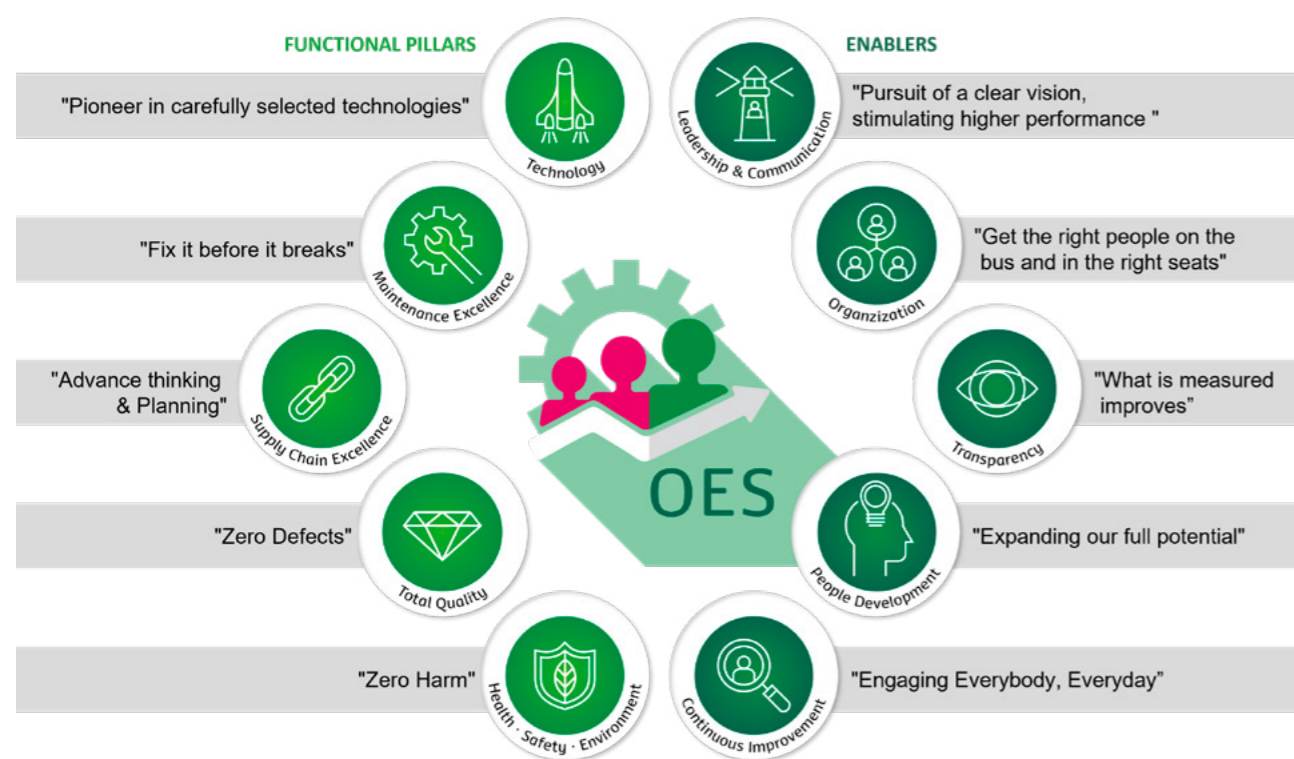 FUNCTIONAL PILLARS
"Pioneer in carefully selected technologies"
Technology
"Fix it before it breaks"
Maintenance Excellence
"Advance thinking
& Planning"
Supply Chain Excellence
"Zero Defects"
Total Quality
"Zero Harm"
Health · Safety · Environment
OES
ENABLERS
Leadership & Communication
"Pursuit of a clear vision,
stimulating higher performance "
Organzization
"Get the right people on the
bus and in the right seats"
Transparency
"What is measured
improves”
People Development
"Expanding our full potential"
Continuous Improvement
"Engaging Everybody, Everyday”